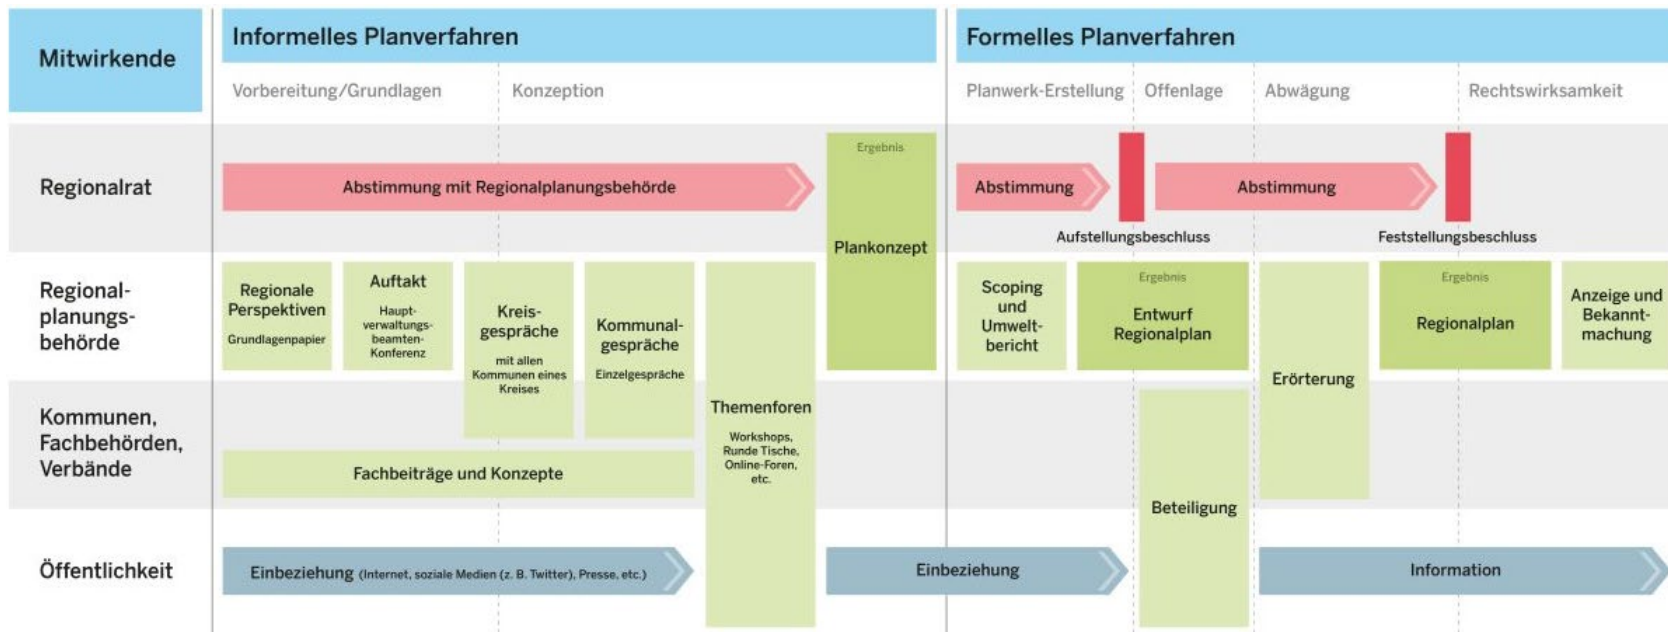 Mitwirkende
Informelles Planverfahren
Formelles Planverfahren
Vorbereitung/Grundlagen
Konzeption
Planwerk-Erstellung
Offenlage
Abwägung
Rechtswirksamkeit
Regionalrat
Abstimmung mit Regionalplanungsbehörde
Ergebnis
Plankonzept
Abstimmung
Aufstellungsbeschluss
Abstimmung
Feststellungsbeschluss
Regional-
planungs-
behörde
Regionale
Perspektiven
Grundlagenpapier
Auftakt
Haupt-
verwaltungs-
beamten-
Konferenz
Kreis-
gespräche
mit allen
Kommunen eines
Kreises
Kommunal-
gespräche
Einzelgespräche
Themenforen
Workshops,
Runde Tische,
Online-Foren,
etc.
Scoping
und
Umwelt-
bericht
Ergebnis
Entwurf
Regionalplan
Erörterung
Ergebnis
Regionalplan
Anzeige und
Bekannt-
machung
Kommunen,
Fachbehörden,
Verbände
Fachbeiträge und Konzepte
Beteiligung
Öffentlichkeit
Einbeziehung (Internet, soziale Medien (z. B. Twitter), Presse, etc.)
Einbeziehung
Information